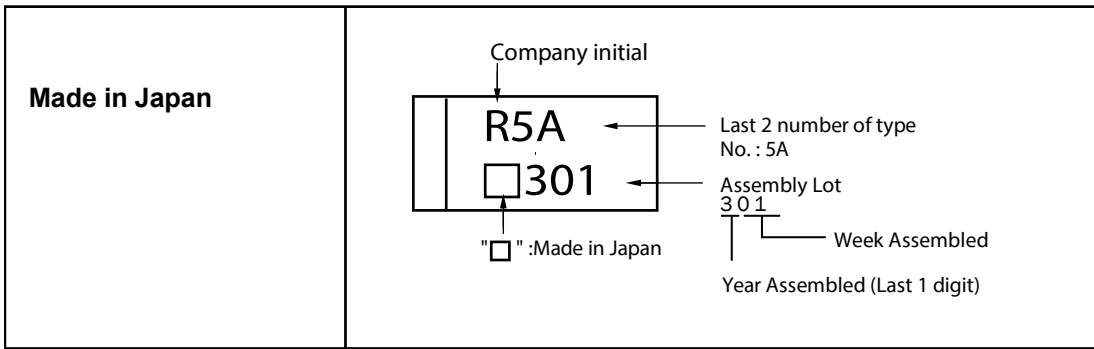 Made in Japan
Company initial
R5A
□301
Last 2 number of type
No. : 5A
Assembly Lot
301
Week Assembled
Year Assembled (Last 1 digit)
"□ " :Made in Japan